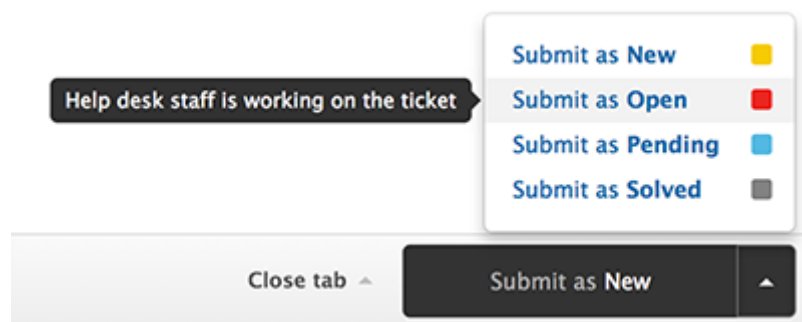 Submit as New
Help desk staff is working on the ticket
Submit as Open
Submit as Pending
Submit as Solved
Close tab
Submit as New